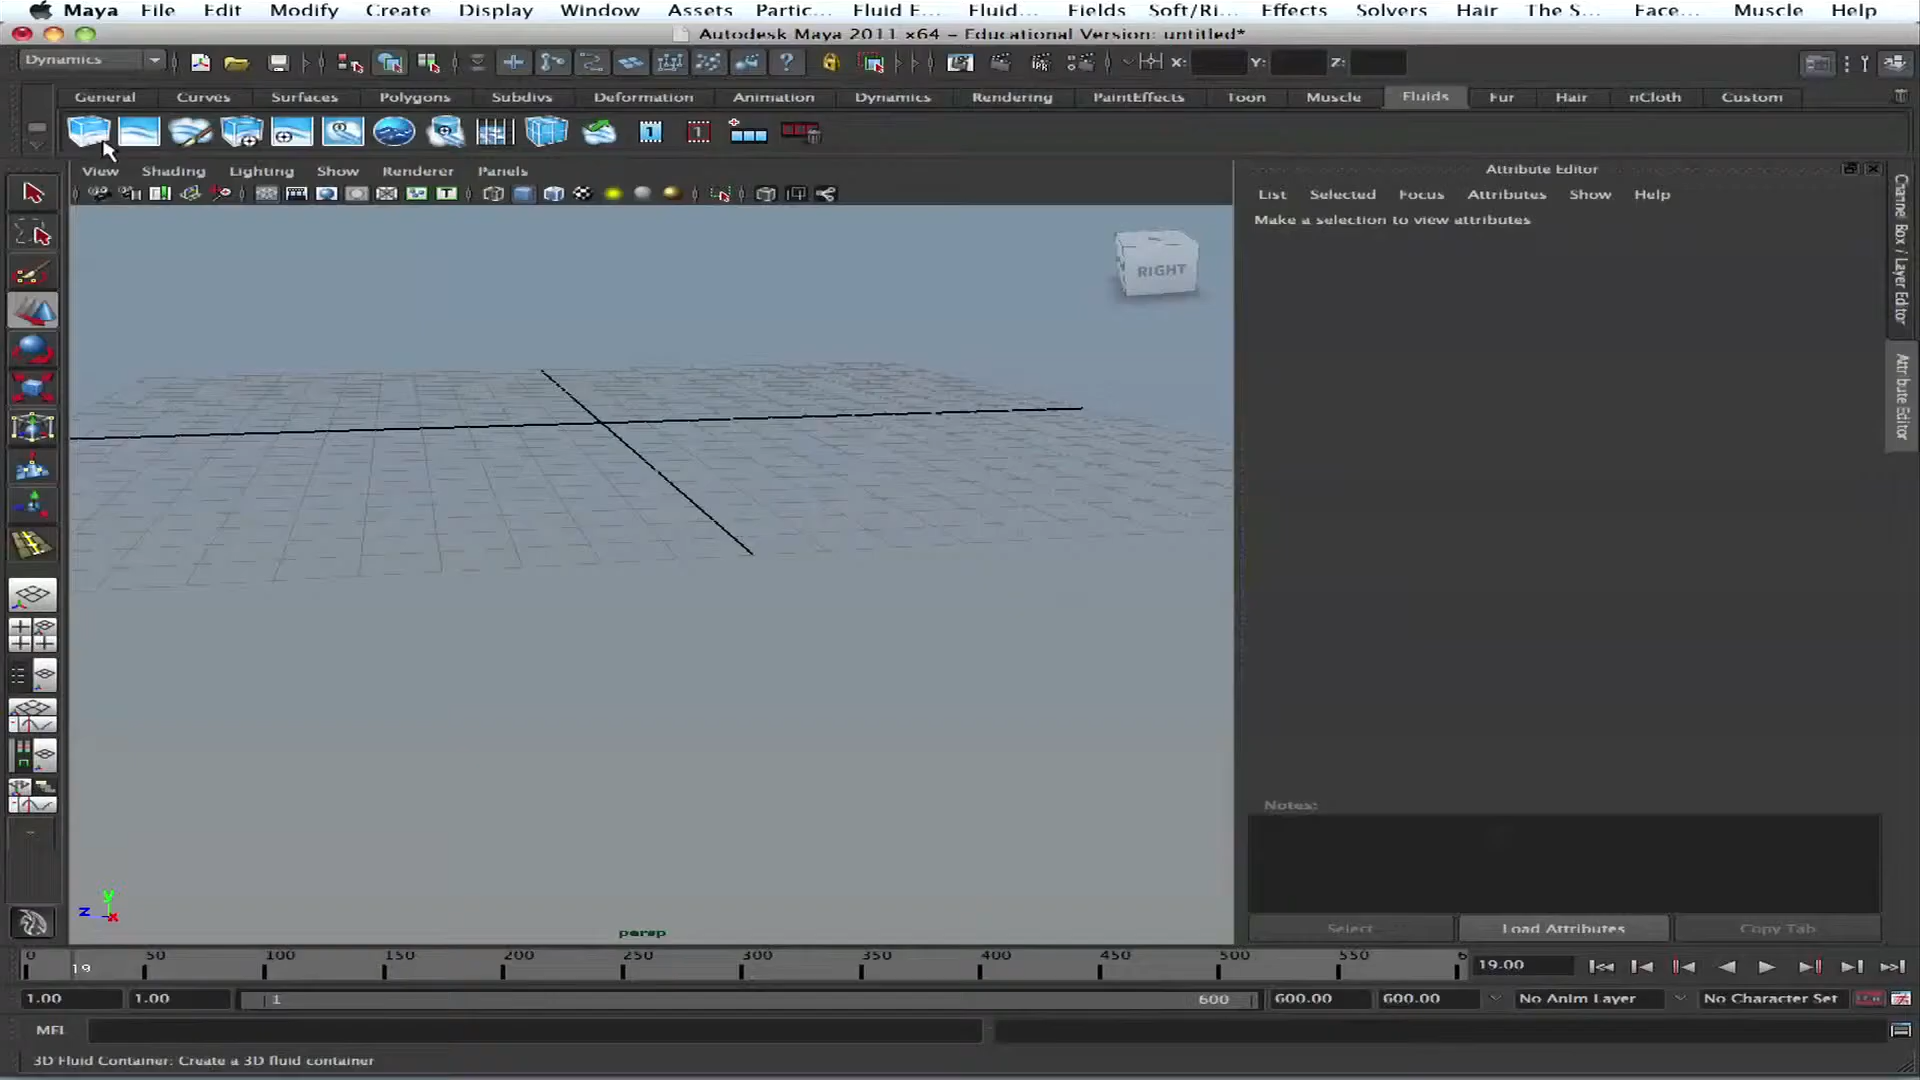 Maya File Edit Modify Create Display Window Assets Partic... Fluid E... Fluid... Fields Soft/Ri... Effects Solvers Hair The S... Face... Muscle Help
Autodesk Maya 2011 x64 - Educational Version: untitled*
Dynamics X: Y: Z:
General Curves Surfaces Polygons Subdivs Deformation Animation Dynamics Rendering PaintEffects Toon Muscle Fluids Fur Hair nCloth Custom
1 1
View Shading Lighting Show Renderer Panels
Attribute Editor
List Selected Focus Attributes Show Help
Make a selection to view attributes
RIGHT
Channel Box / Layer Editor
Attribute Editor
Notes:
y
z x
persp
Select Load Attributes Copy Tab
0 50 100 150 200 250 300 350 400 450 500 550 6
19 19.00
1.00 1.00 1 600 600.00 600.00 No Anim Layer No Character Set
MEL
3D Fluid Container: Create a 3D fluid container